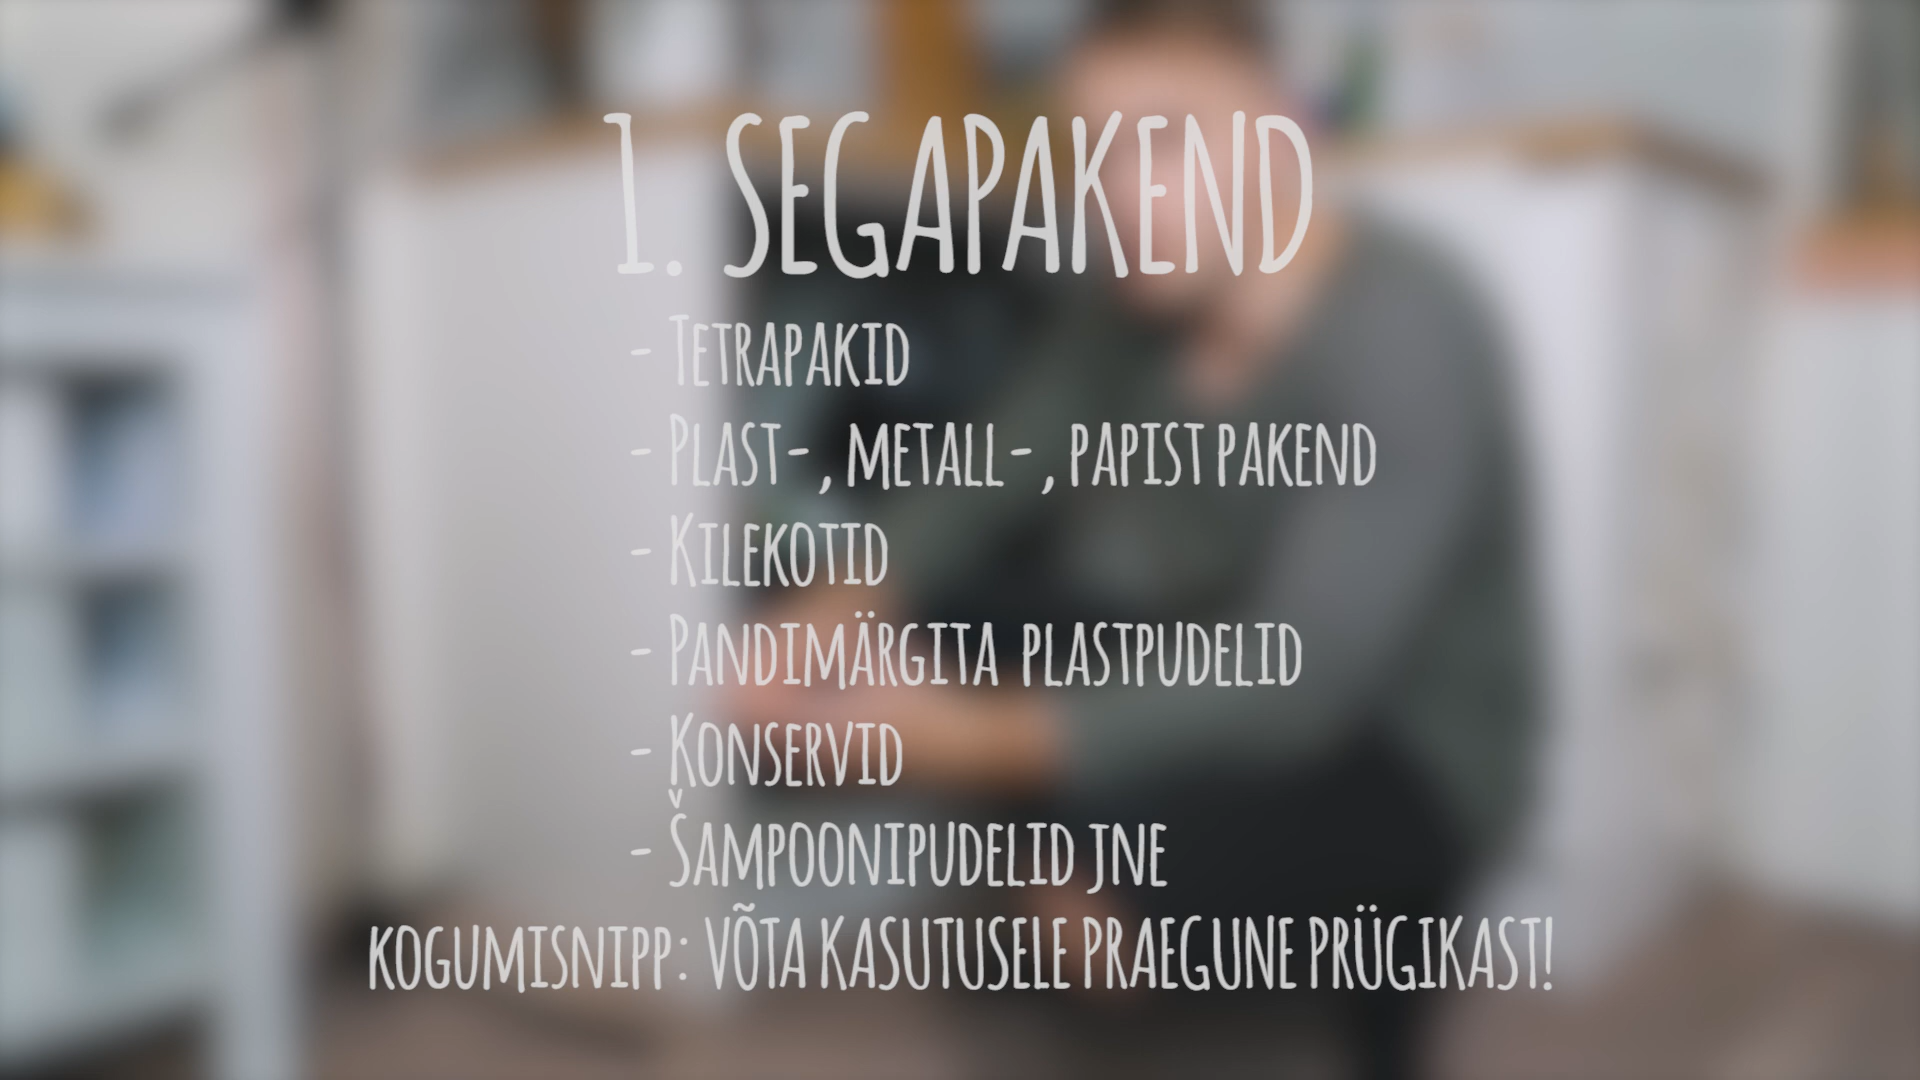 1. SEGAPAKEND
- TETRAPAKID
- PLAST-, METALL-, PAPIST PAKEND
- KILEKOTID
- PANDIMÄRGITA PLASTPUDELID
- KONSERVID
- ŠAMPOONIPUDELID JNE
KOGUMISNIPP: VÕTA KASUTUSELE PRAEGUNE PRÜGIKAST!